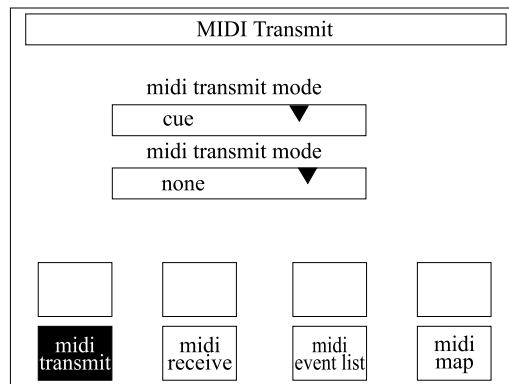 MIDI Transmit
midi transmit mode
cue
midi transmit mode
none
midi
transmit
midi
receive
midi
event list
midi
map